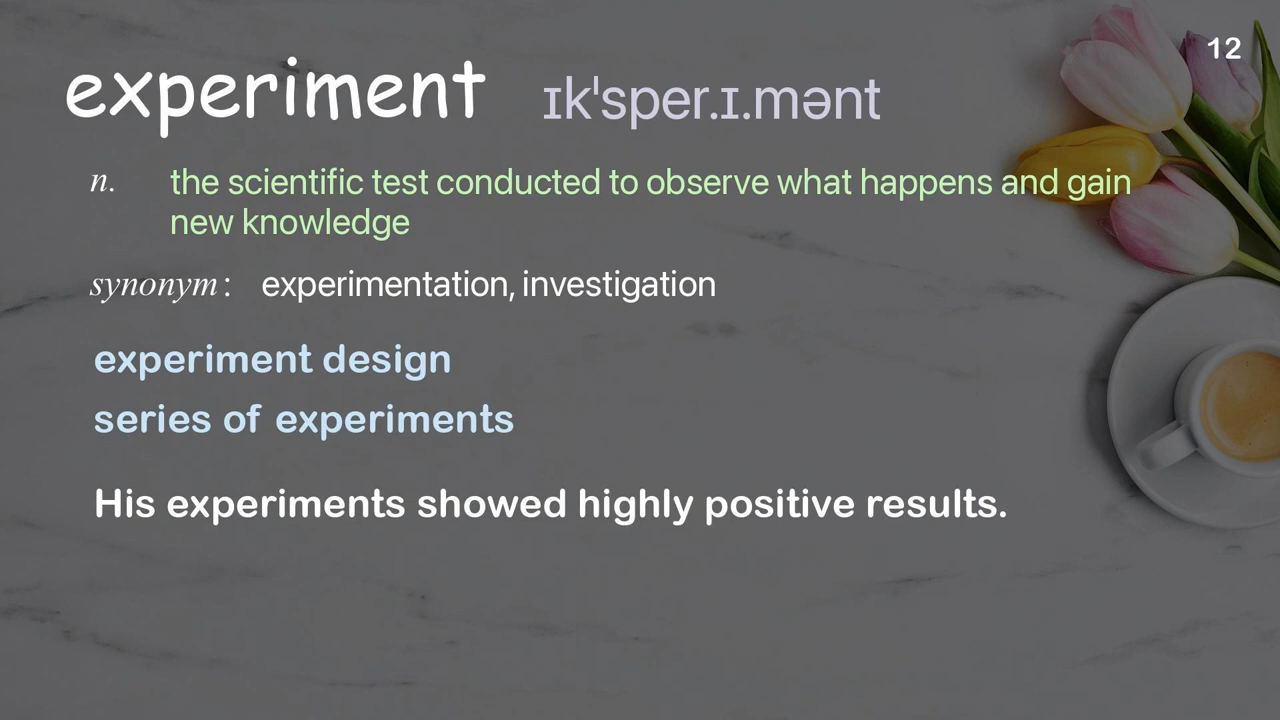 12
experiment ɪkˈsper.ɪ.mənt
n. the scientific test conducted to observe what happens and gain
new knowledge
synonym : experimentation, investigation
experiment design
series of experiments
His experiments showed highly positive results.